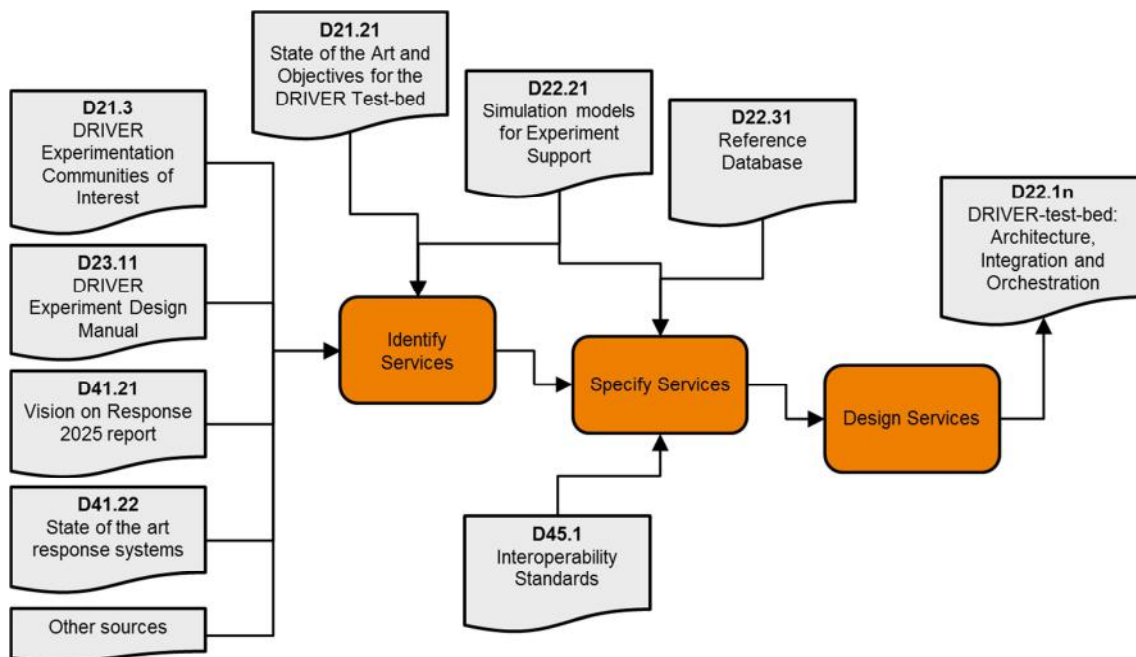 D21.21
State of the Art and
Objectives for the
DRIVER Test-bed
D22.21
Simulation models
for Experiment
Support
D22.31
Reference
Database
D21.3
DRIVER
Experimentation
Communities of
Interest
D22.1n
DRIVER-test-bed:
Architecture,
Integration and
Orchestration
D23.11
DRIVER
Experiment Design
Manual
Identify
Services
Specify Services
Design Services
D41.21
Vision on Response
2025 report
D41.22
State of the art
response systems
D45.1
Interoperability
Standards
Other sources